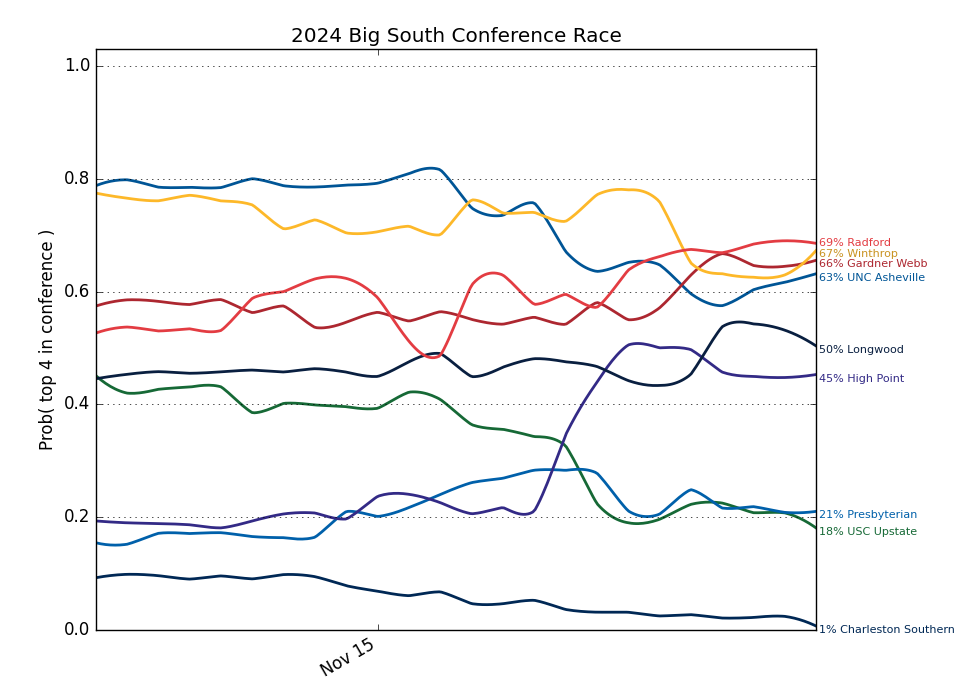 2024 Big South Conference Race
1.0
0.8
0.6
0.4
0.2
0.0
Prob( top 4 in conference )
Nov 15
69% Radford
67% Winthrop
66% Gardner Webb
63% UNC Asheville
50% Longwood
45% High Point
21% Presbyterian
18% USC Upstate
1% Charleston Southern